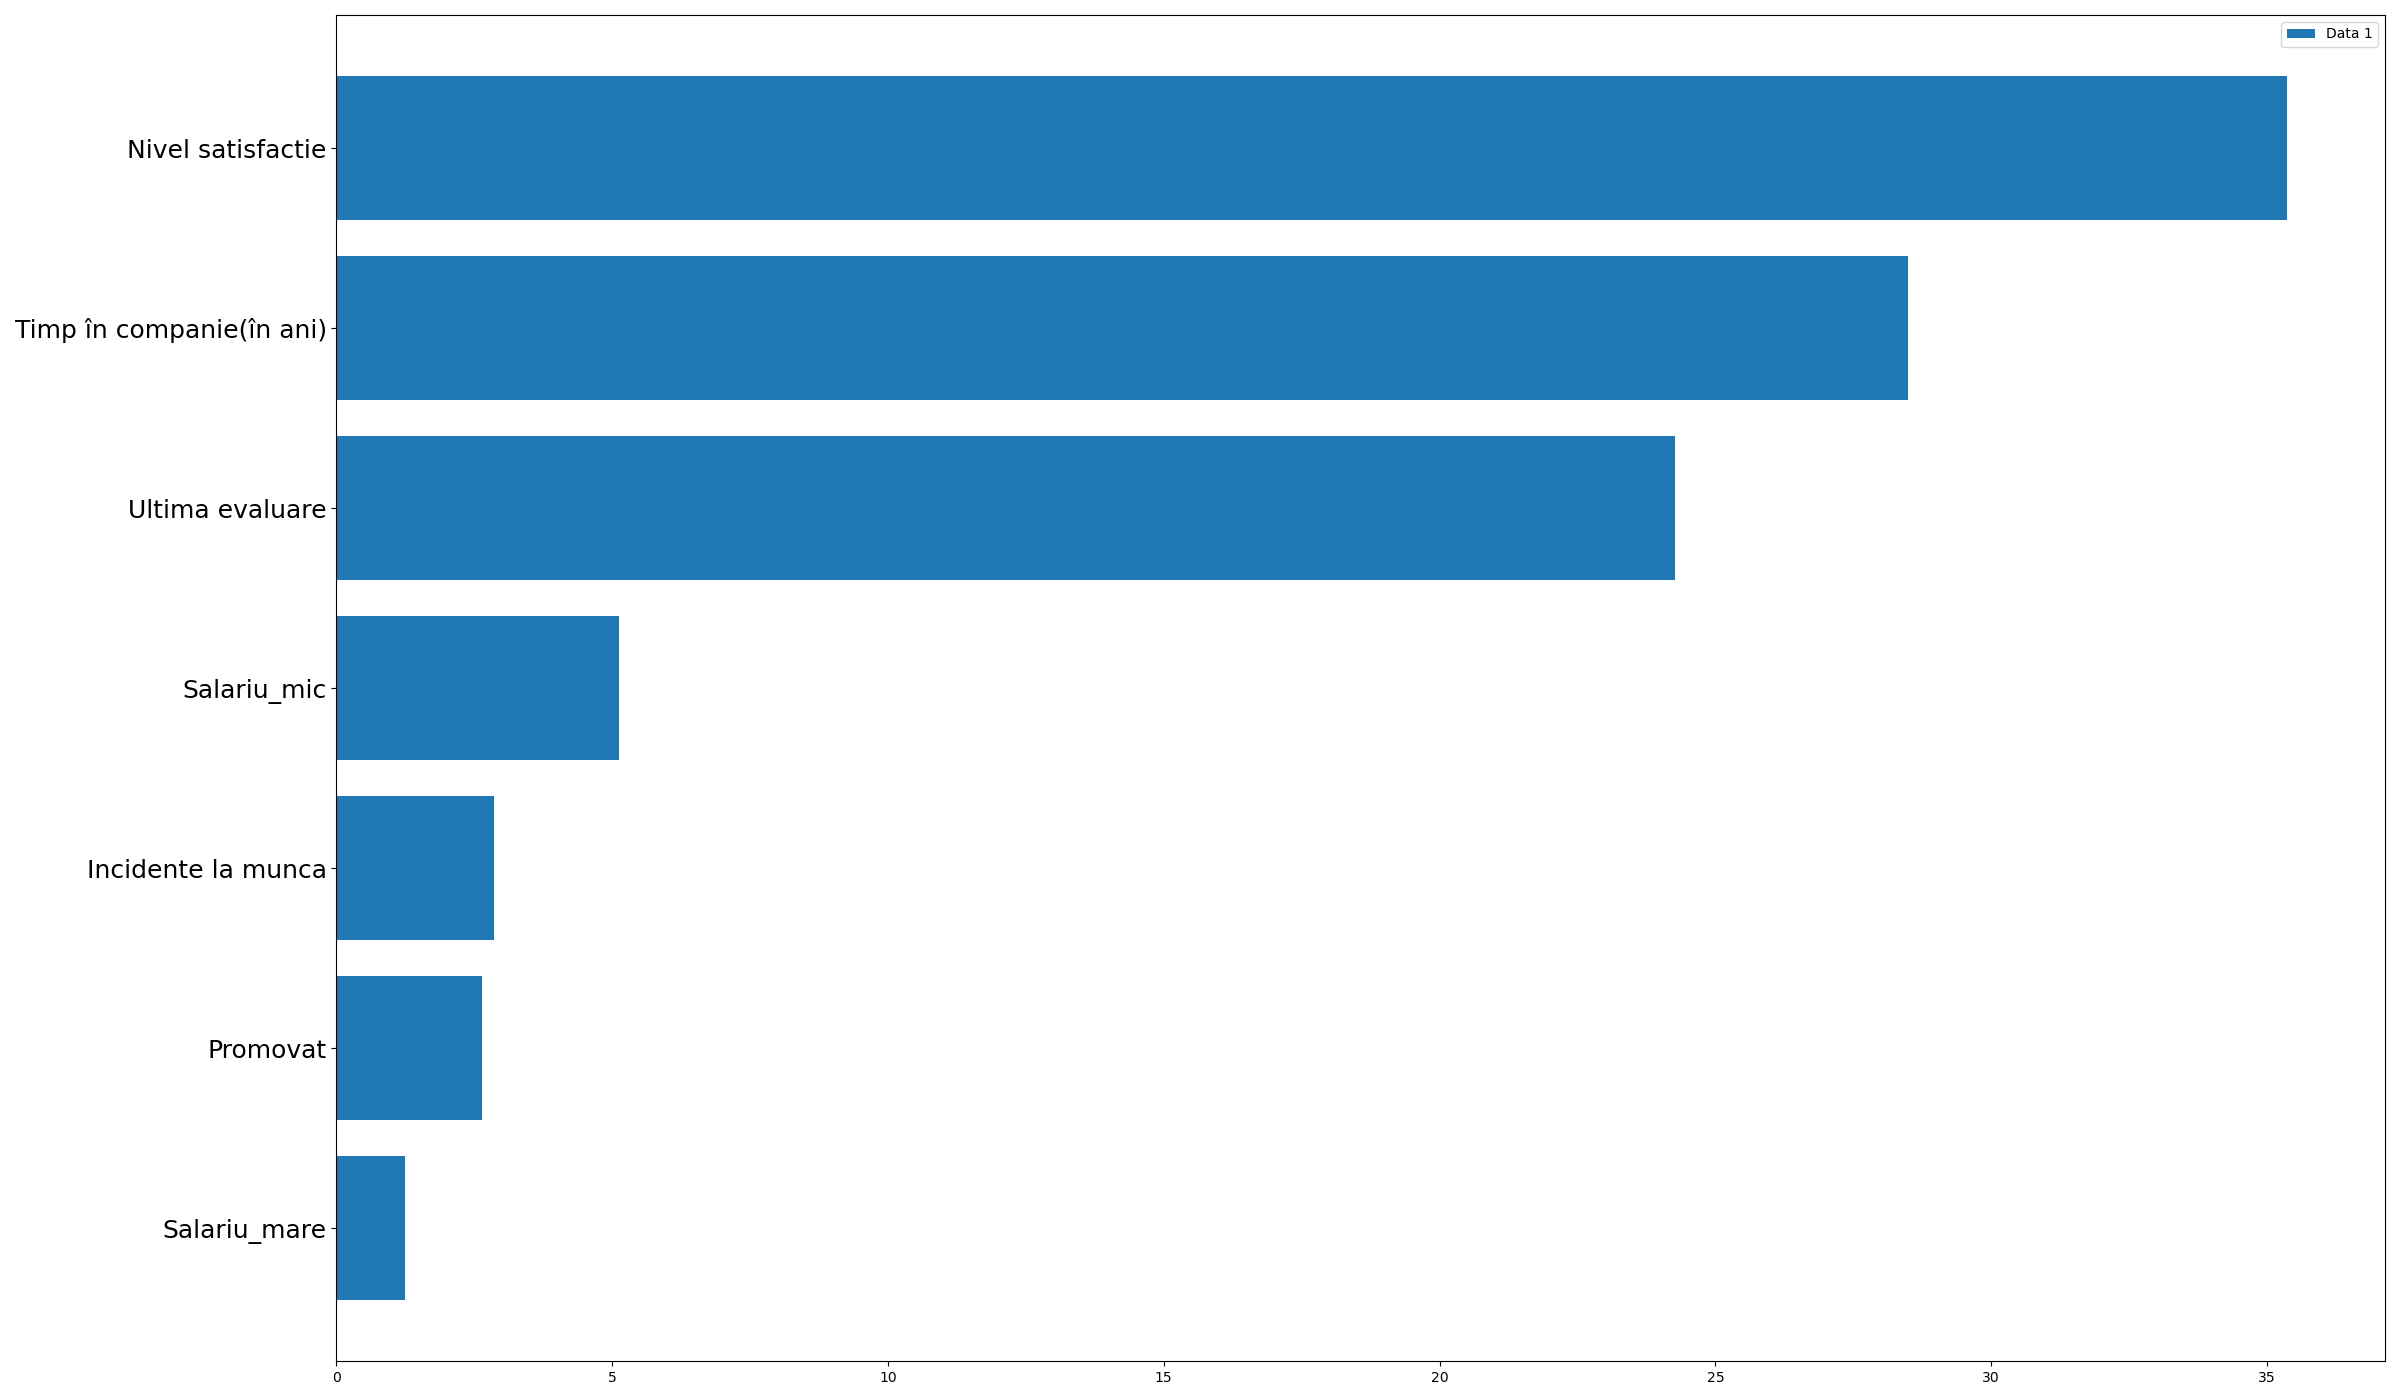 Data 1
Nivel satisfactie
Timp în companie(în ani)
Ultima evaluare
Salariu_mic
Incidente la munca
Promovat
Salariu_mare
0 5 10 15 20 25 30 35